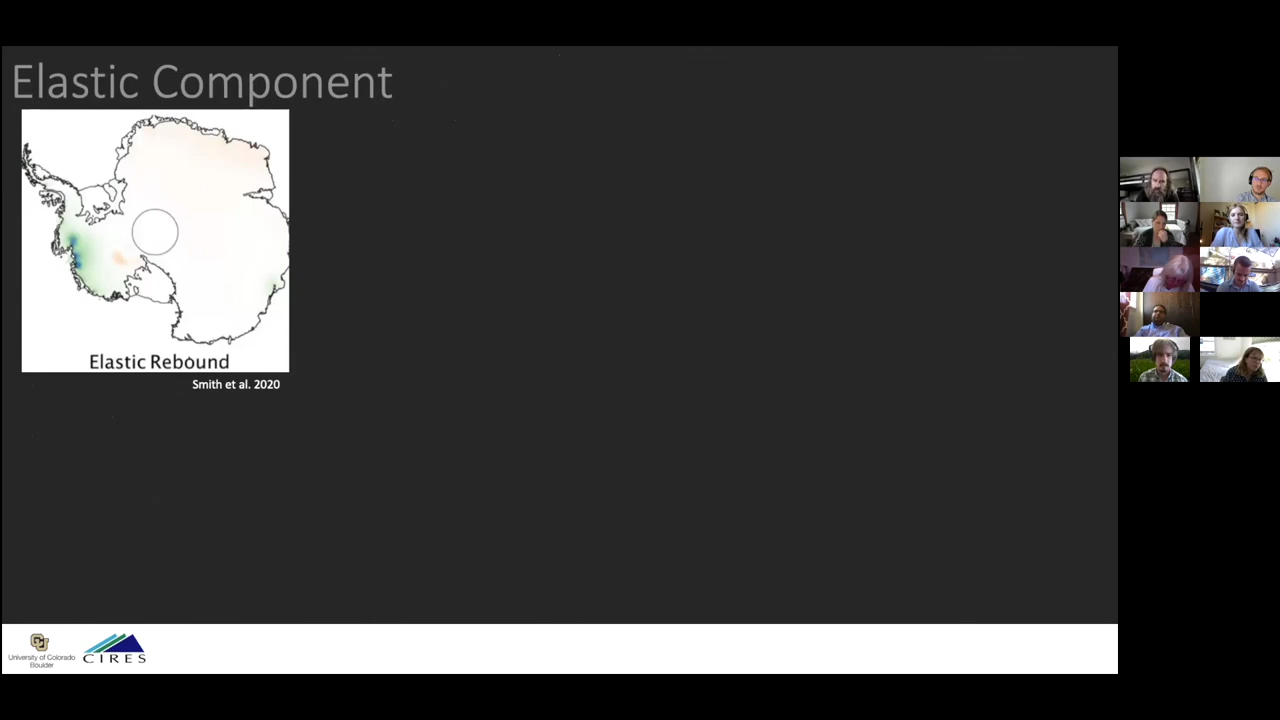 Elastic Component
Elastic Rebound
Smith et al. 2020
University of Colorado
Boulder
CIRES